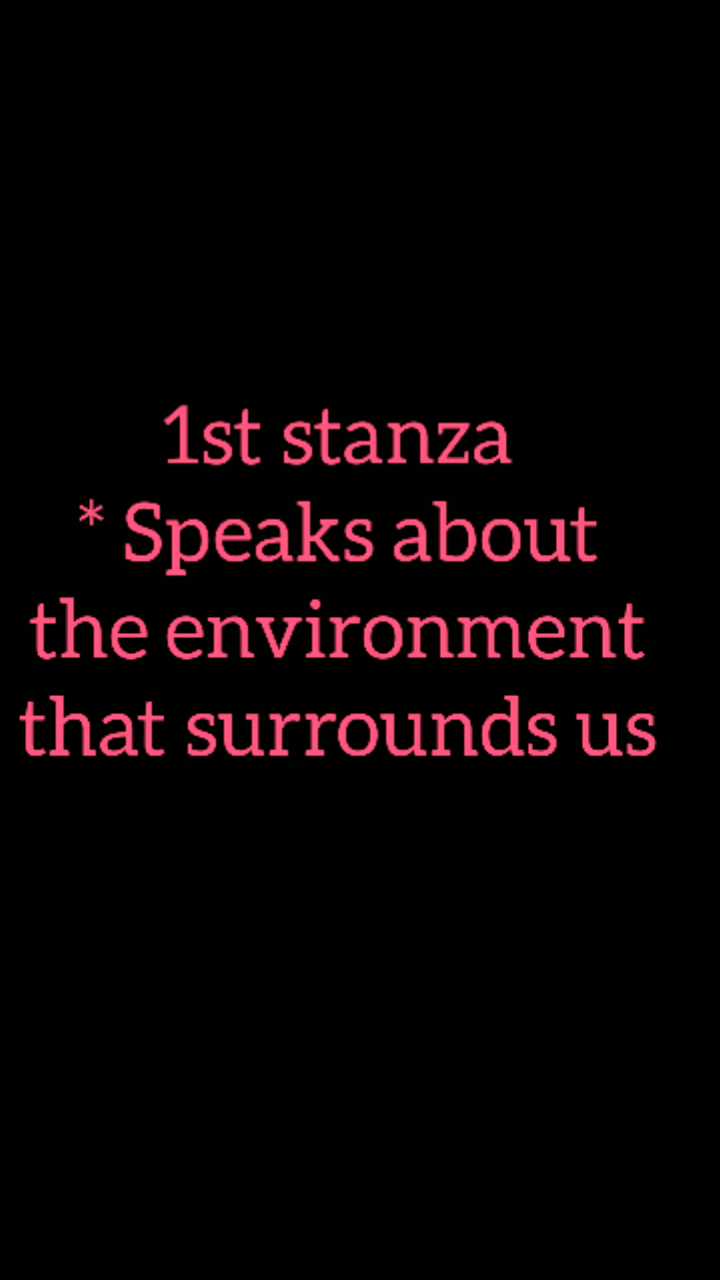 1st stanza
* Speaks about
the environment
that surrounds us